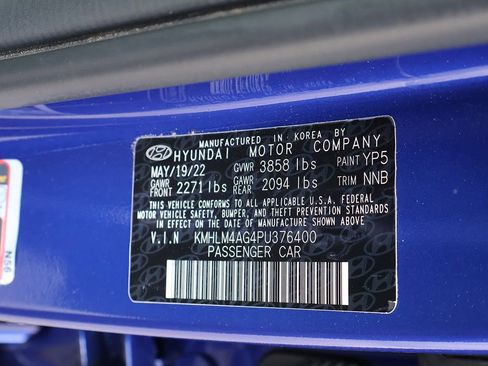 MANUFACTURED IN KOREA BY
HYUNDAI MOTOR COMPANY
MAY/19/22 GVWR 3858 lbs PAINT YP5
GAWR FRONT 2271 lbs GAWR REAR 2094 lbs TRIM NNB
THIS VEHICLE CONFORMS TO ALL APPLICABLE U.S.A. FEDERAL
MOTOR VEHICLE SAFETY, BUMPER, AND THEFT PREVENTION STANDARDS
IN EFFECT ON THE DATE OF MANUFACTURE SHOWN ABOVE.
V.I.N KMHLM4AG4PU376400
PASSENGER CAR
N56